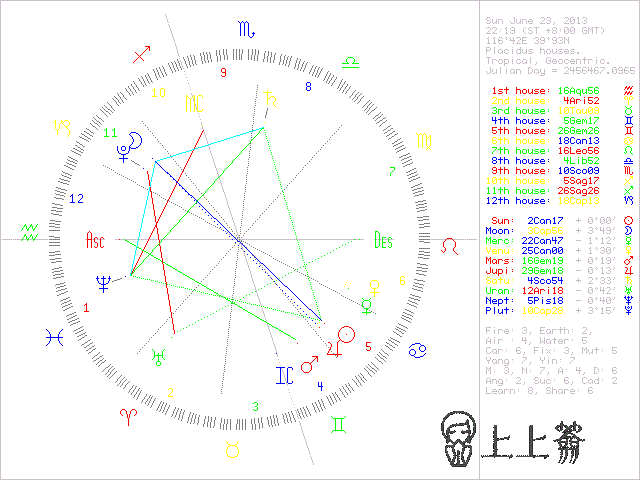 Sun June 23, 2013
22:19 (ST +8:00 GMT)
116°42E 39°93N
Placidus houses.
Tropical, Geocentric.
Julian Day = 2456467.0965
1st house: 16Aqu56
2nd house: 4Ari52
3rd house: 10Tau09
4th house: 5Gem17
5th house: 26Gem26
6th house: 18Can13
7th house: 16Leo56
8th house: 4Lib52
9th house: 10Sco09
10th house: 5Sag17
11th house: 26Sag26
12th house: 18Cap13
Sun: 2Can17 + 0°00'
Moon: 8Cap56 + 3°49'
Merc: 22Can47 - 1°12'
Venu: 25Can00 + 1°30'
Mars: 16Gem19 + 0°19'
Jupi: 29Gem18 - 0°13'
Satu: 4Sco54 + 2°33'
Uran: 12Ari18 - 0°42'
Nept: 5Pis18 - 0°40'
Plut: 10Cap28 + 3°15'
Fire: 3, Earth: 2,
Air : 4, Water: 5
Car: 6, Fix: 3, Mut: 5
Yang: 7, Yin: 7
M: 3, N: 7, A: 4, D: 6
Ang: 2, Suc: 6, Cad: 2
Learn: 8, Share: 6
9
8
10
MC
11
7
12
Asc
Des
6
1
5
IC
4
2
3
上上籤